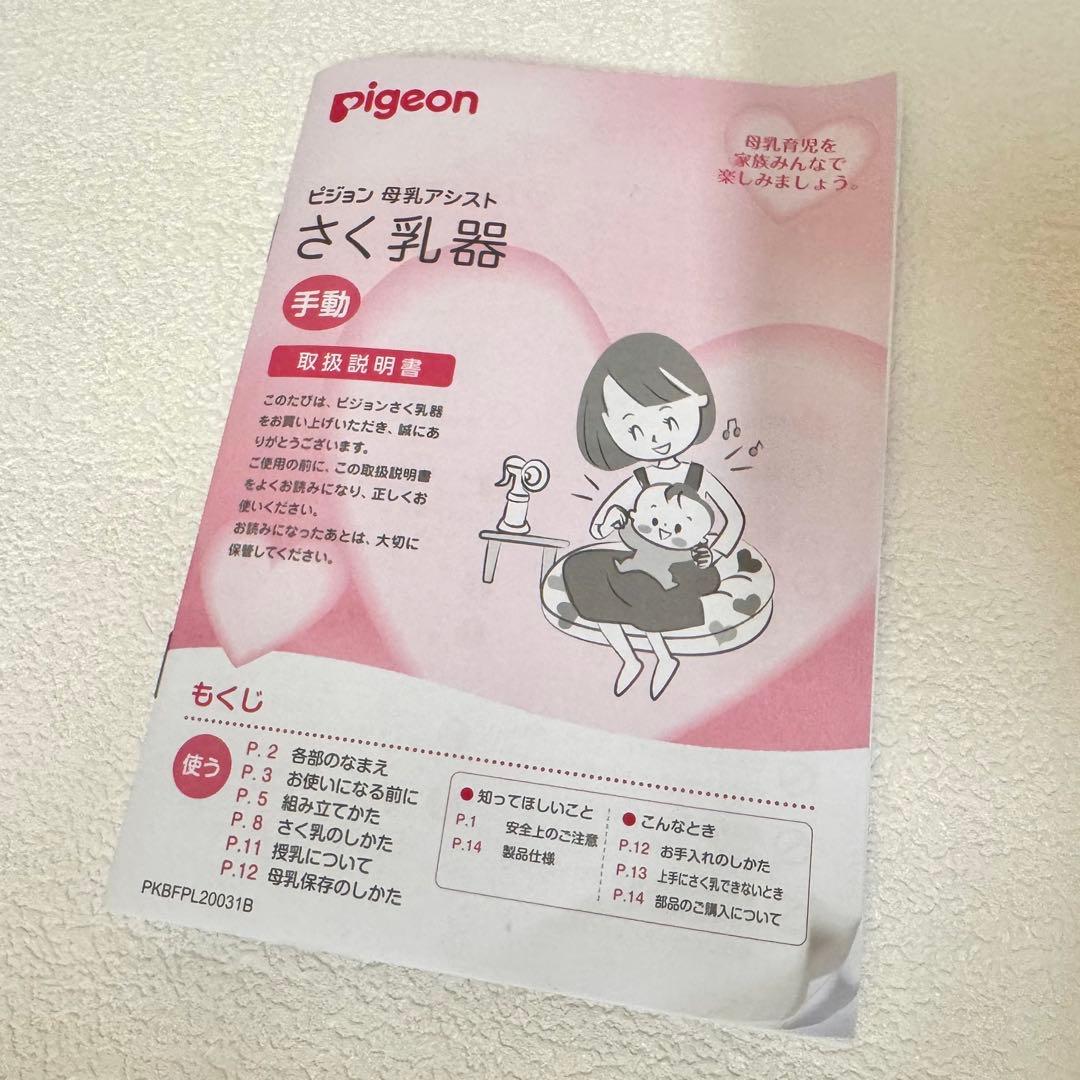 pigeon
母乳育児を
家族みんなで
楽しみましょう。
ピジョン 母乳アシスト
さく乳器
手動
取扱説明書
このたびは、ピジョンさく乳器
をお買い上げいただき、誠にあ
りがとうございます。
ご使用の前に、この取扱説明書
をよくお読みになり、正しくお
使いください。
お読みになったあとは、大切に
保管してください。
もくじ
使う
P. 2 各部のなまえ
P. 3 お使いになる前に
P. 5 組み立てかた
P. 8 さく乳のしかた
P.11 授乳について
P.12 母乳保存のしかた
●知ってほしいこと
P.1 安全上のご注意
P.14 製品仕様
●こんなとき
P.12 お手入れのしかた
P.13 上手にさく乳できないとき
P.14 部品のご購入について
PKBFPL20031B